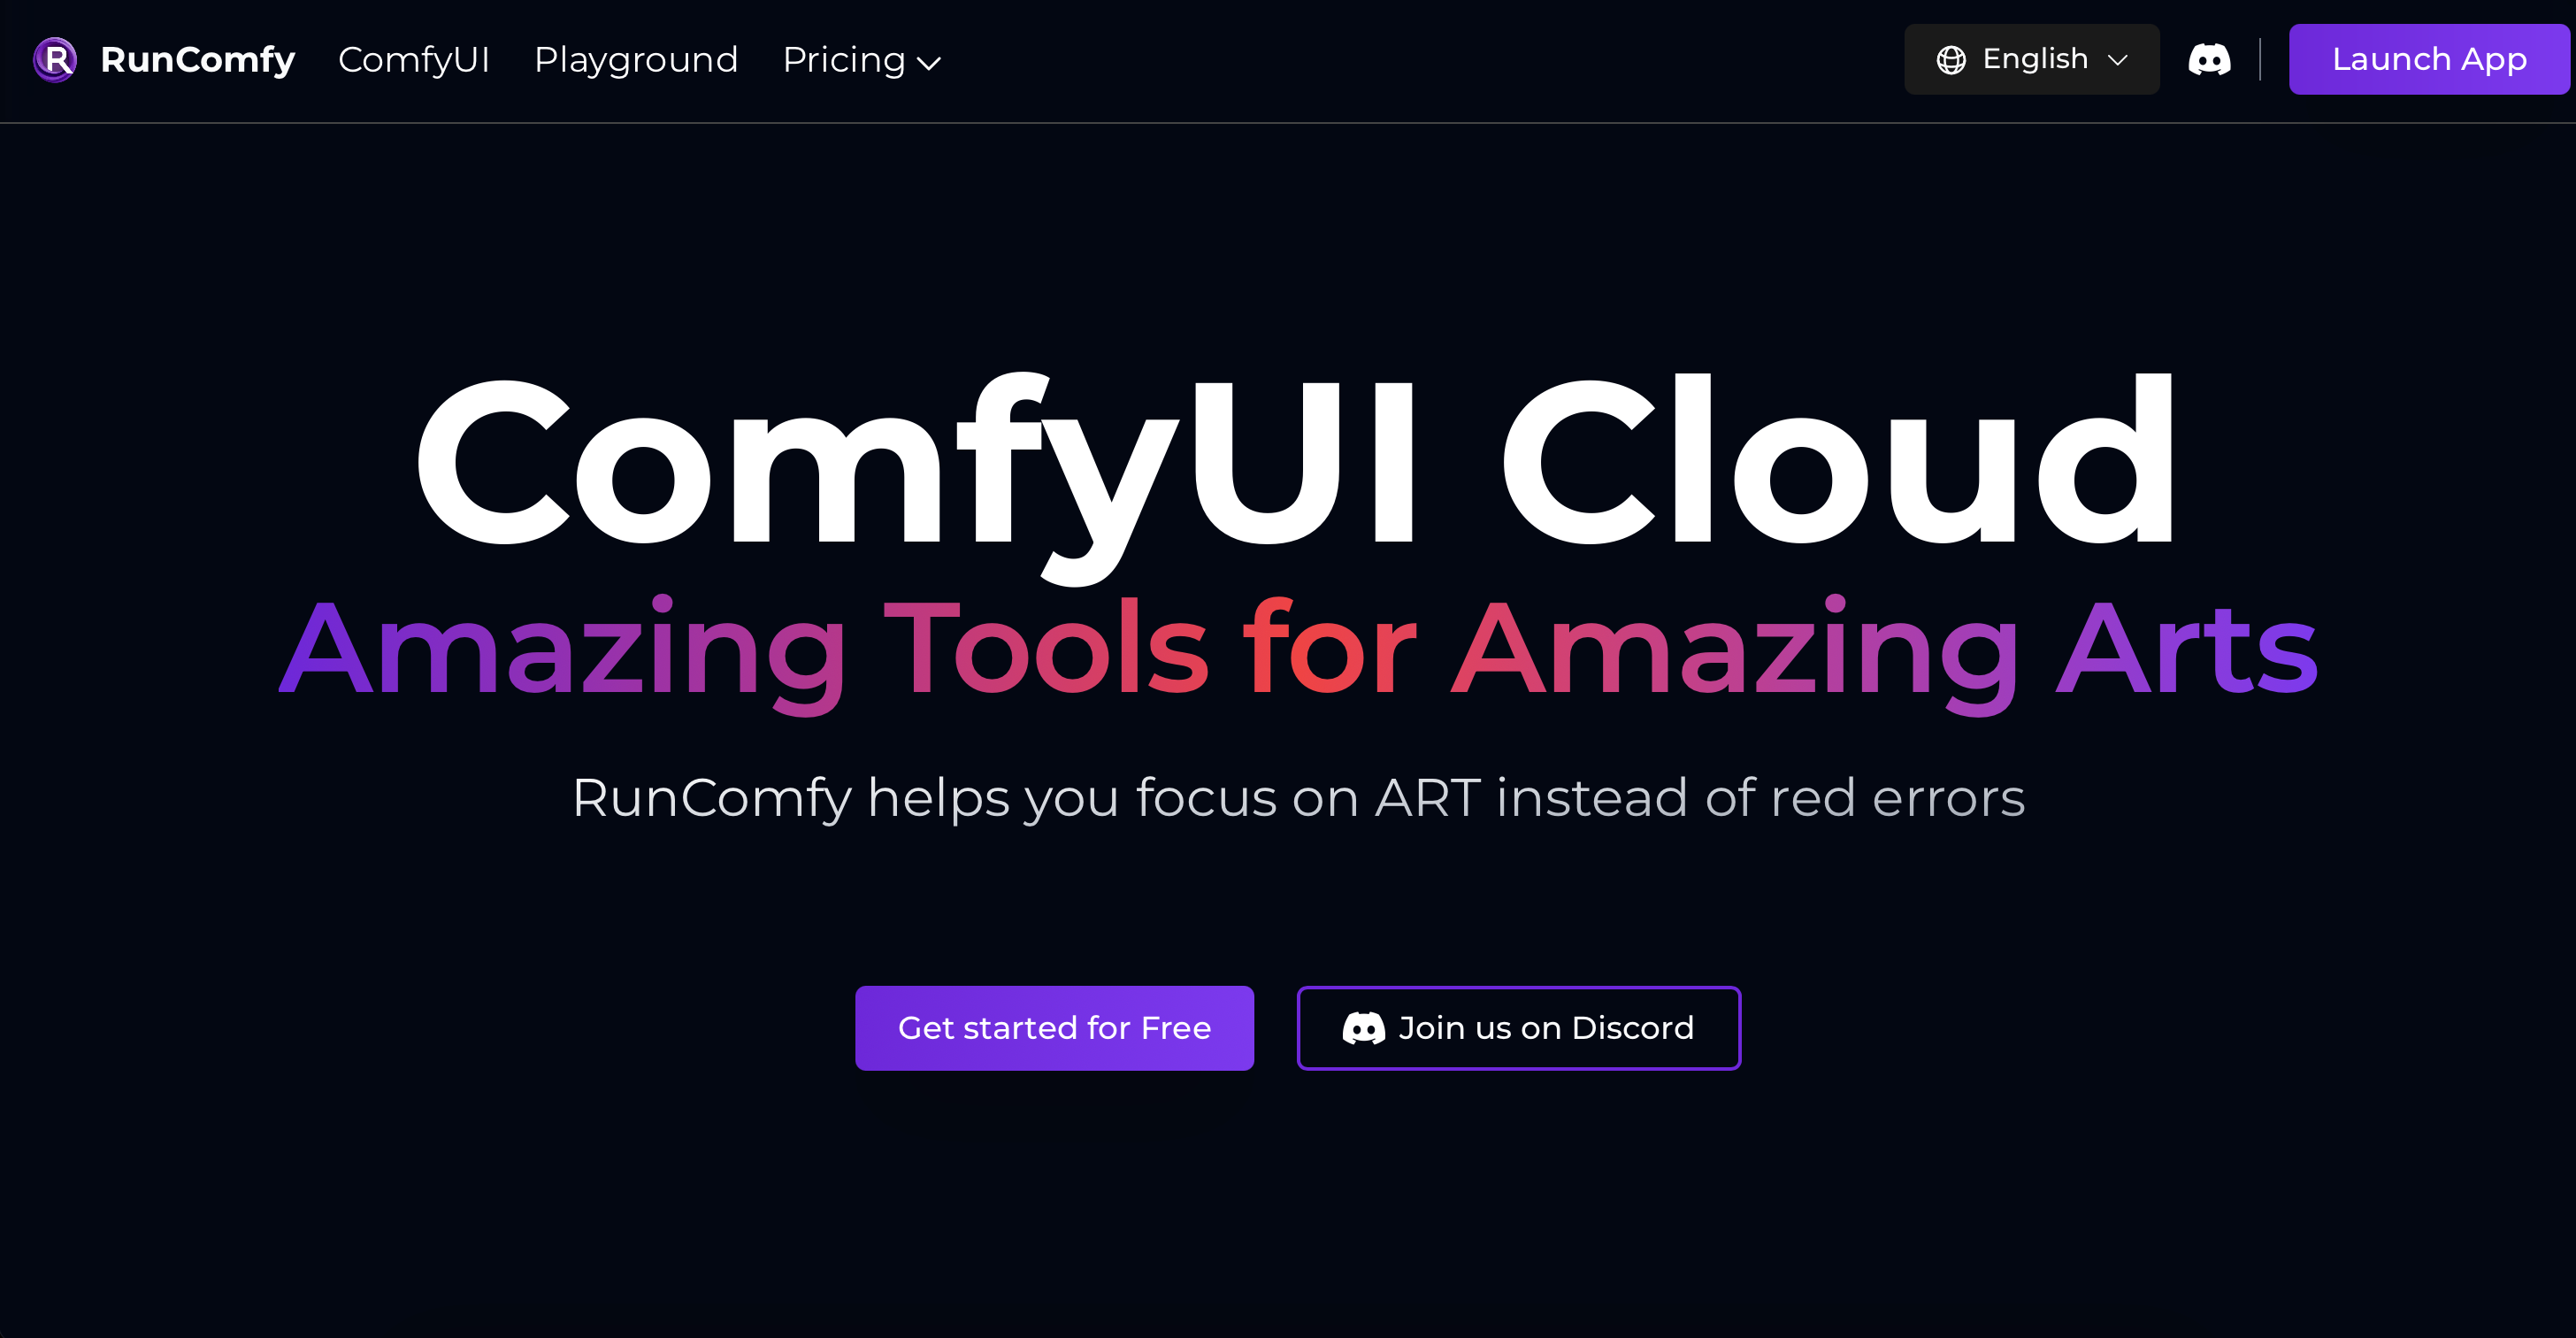 RunComfy ComfyUI Playground Pricing English Launch App
ComfyUI Cloud
Amazing Tools for Amazing Arts
RunComfy helps you focus on ART instead of red errors
Get started for Free Join us on Discord